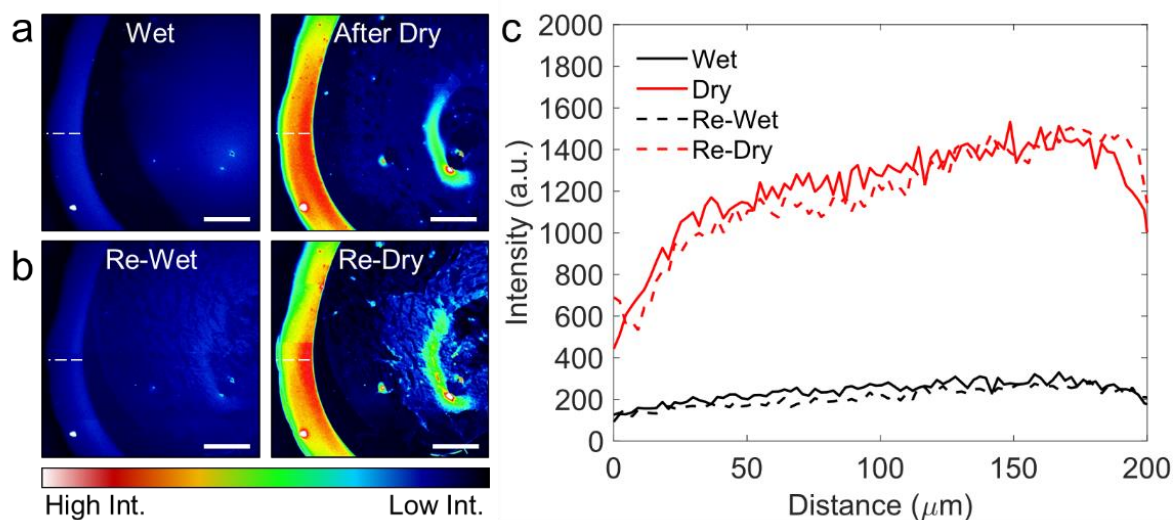 a
Wet
After Dry
b
Re-Wet
Re-Dry
High Int.
Low Int.
c
2000
1800
1600
1400
1200
1000
800
600
400
200
0
Intensity (a.u.)
Wet
Dry
Re-Wet
Re-Dry
0
50
100
150
200
Distance (μm)